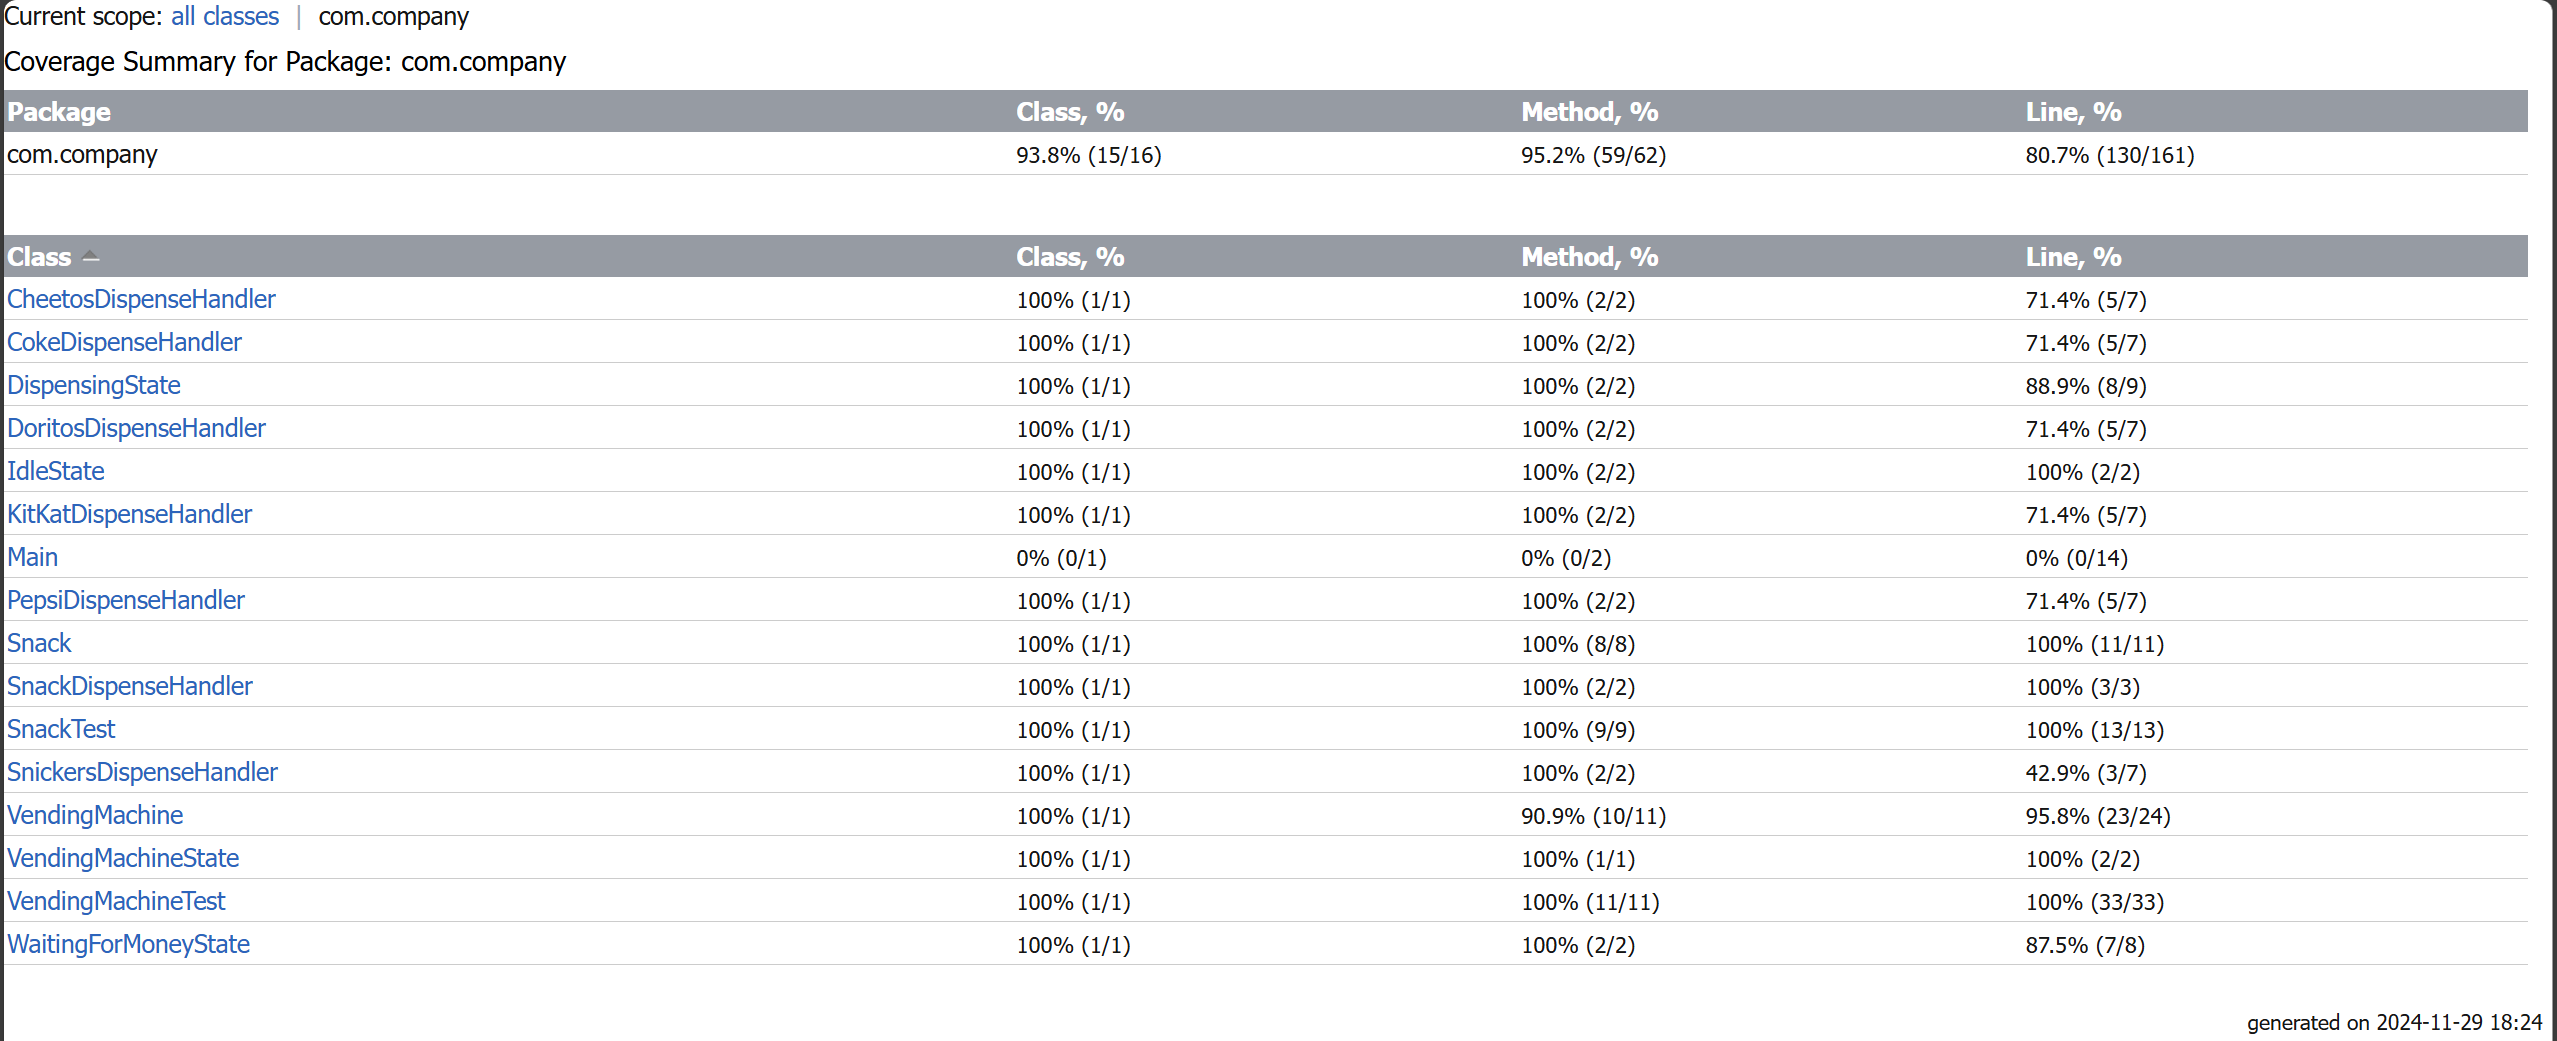 Current scope: all classes | com.company
Coverage Summary for Package: com.company
Package Class, % Method, % Line, %
com.company 93.8% (15/16) 95.2% (59/62) 80.7% (130/161)
Class Class, % Method, % Line, %
CheetosDispenseHandler 100% (1/1) 100% (2/2) 71.4% (5/7)
CokeDispenseHandler 100% (1/1) 100% (2/2) 71.4% (5/7)
DispensingState 100% (1/1) 100% (2/2) 88.9% (8/9)
DoritosDispenseHandler 100% (1/1) 100% (2/2) 71.4% (5/7)
IdleState 100% (1/1) 100% (2/2) 100% (2/2)
KitKatDispenseHandler 100% (1/1) 100% (2/2) 71.4% (5/7)
Main 0% (0/1) 0% (0/2) 0% (0/14)
PepsiDispenseHandler 100% (1/1) 100% (2/2) 71.4% (5/7)
Snack 100% (1/1) 100% (8/8) 100% (11/11)
SnackDispenseHandler 100% (1/1) 100% (2/2) 100% (3/3)
SnackTest 100% (1/1) 100% (9/9) 100% (13/13)
SnickersDispenseHandler 100% (1/1) 100% (2/2) 42.9% (3/7)
VendingMachine 100% (1/1) 90.9% (10/11) 95.8% (23/24)
VendingMachineState 100% (1/1) 100% (1/1) 100% (2/2)
VendingMachineTest 100% (1/1) 100% (11/11) 100% (33/33)
WaitingForMoneyState 100% (1/1) 100% (2/2) 87.5% (7/8)
generated on 2024-11-29 18:24